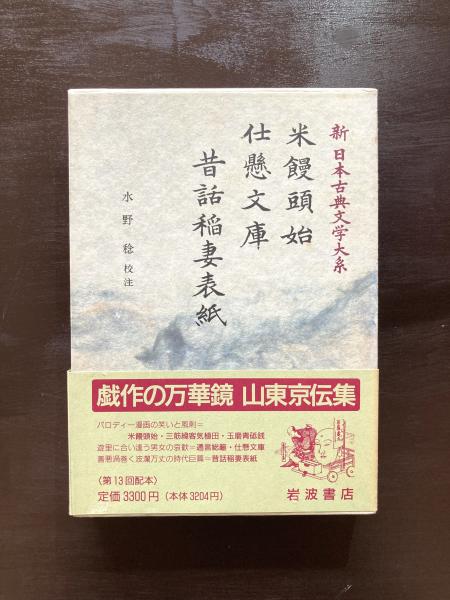 新 日本古典文学大系
米饅頭始
仕懸文庫
昔話稲妻表紙
水野 稔 校注
戯作の万華鏡 山東京伝集
パロディー漫画の笑いと風刺=
米饅頭始・三筋緯客気植田・玉磨青砥銭
遊里に合い逢う男女の哀歓=通言総籬・仕懸文庫
善悪渦巻く波瀾万丈の時代巨篇=昔話稲妻表紙
〈第13回配本〉
定価3300円(本体3204円)
岩波書店